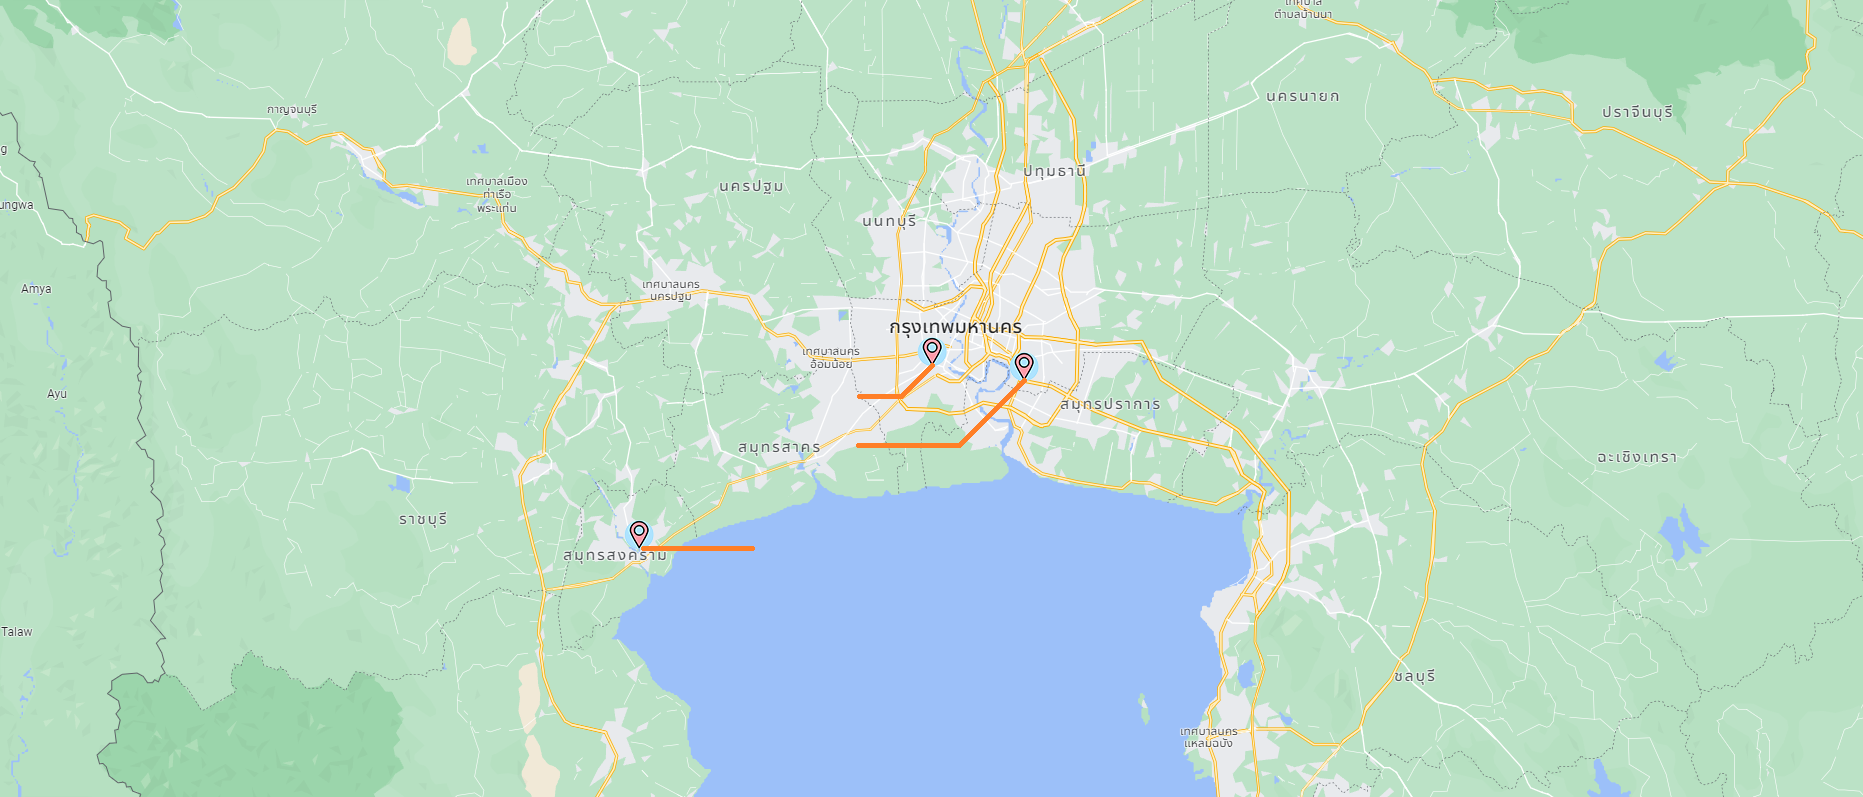 เทศบาล
ตำบลบ้านนา
นครนายก
กาญจนบุรี
ปราจีนบุรี
ปทุมธานี
เทศบาลเมือง
ท่าเรือ
พระแท่น
นครปฐม
ungwa
นนทบุรี
Amya
เทศบาลนคร
นครปฐม
กรุงเทพมหานคร
เทศบาลนคร
อ้อมน้อย
Ayu
สมุทรปราการ
สมุทรสาคร
ฉะเชิงเทรา
ราชบุรี
สมุทรสงคราม
Talaw
ชลบุรี
เทศบาลนคร
แหลมฉบัง